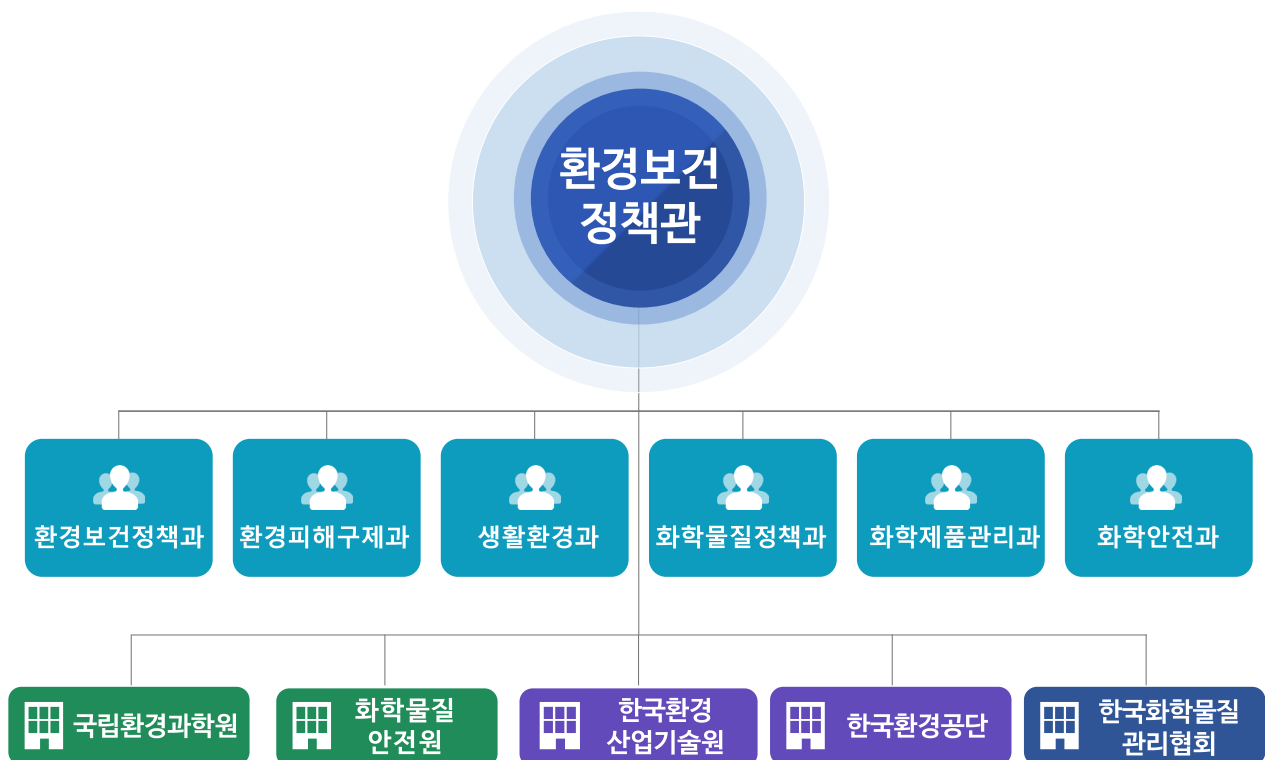 환경보건
정책관
환경보건정책과
환경피해구제과
생활환경과
화학물질정책과
화학제품관리과
화학안전과
국립환경과학원
화학물질
안전원
한국환경
산업기술원
한국환경공단
한국화학물질
관리협회